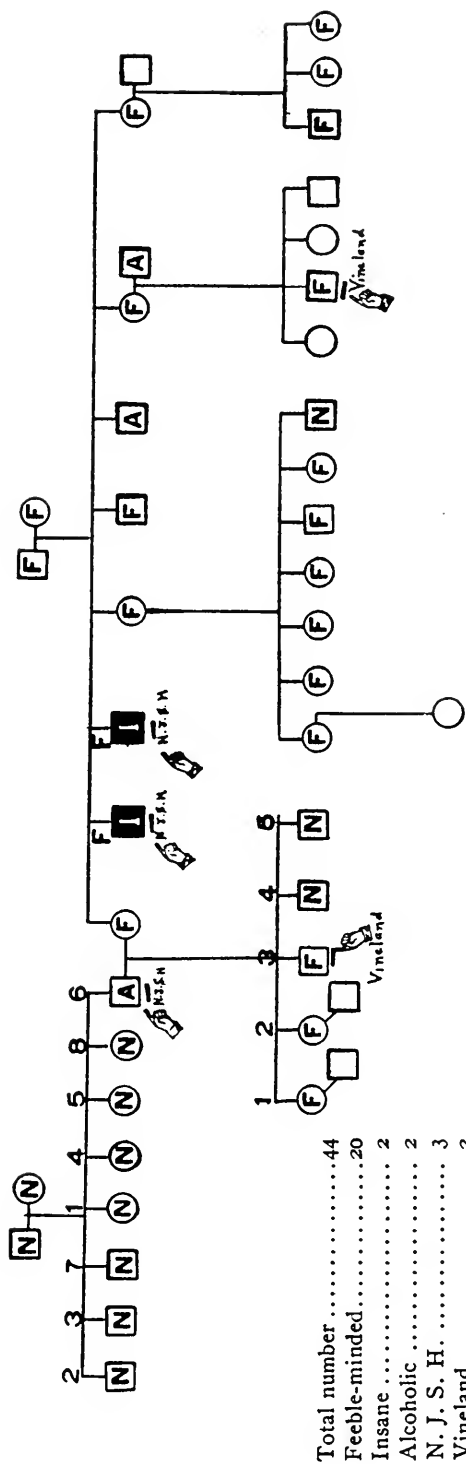 F F
N N
2 3 7 1 4 5 8 6
F F
N N N N N N N A F I I F F A F A F
N.J.S.H N.J.S.H N.J.S.H
1 2 3 4 5
F F F N N F F F F F F N F F F F
Vineland Vineland
Total number ................44
Feeble-minded...............20
Insane ........................ 2
Alcoholic ..................... 2
N. J. S. H. .................... 3
Vineland ...................... 2